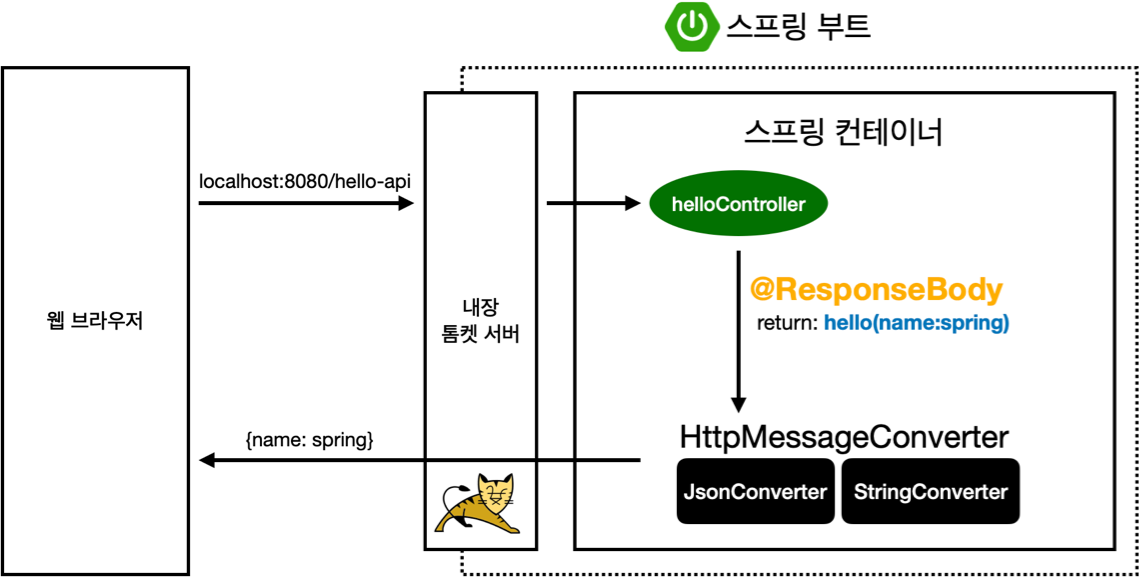 스프링 부트
스프링 컨테이너
localhost:8080/hello-api
helloController
@ResponseBody
return: hello(name:spring)
웹 브라우저
내장
톰켓 서버
{name: spring}
HttpMessageConverter
JsonConverter
StringConverter